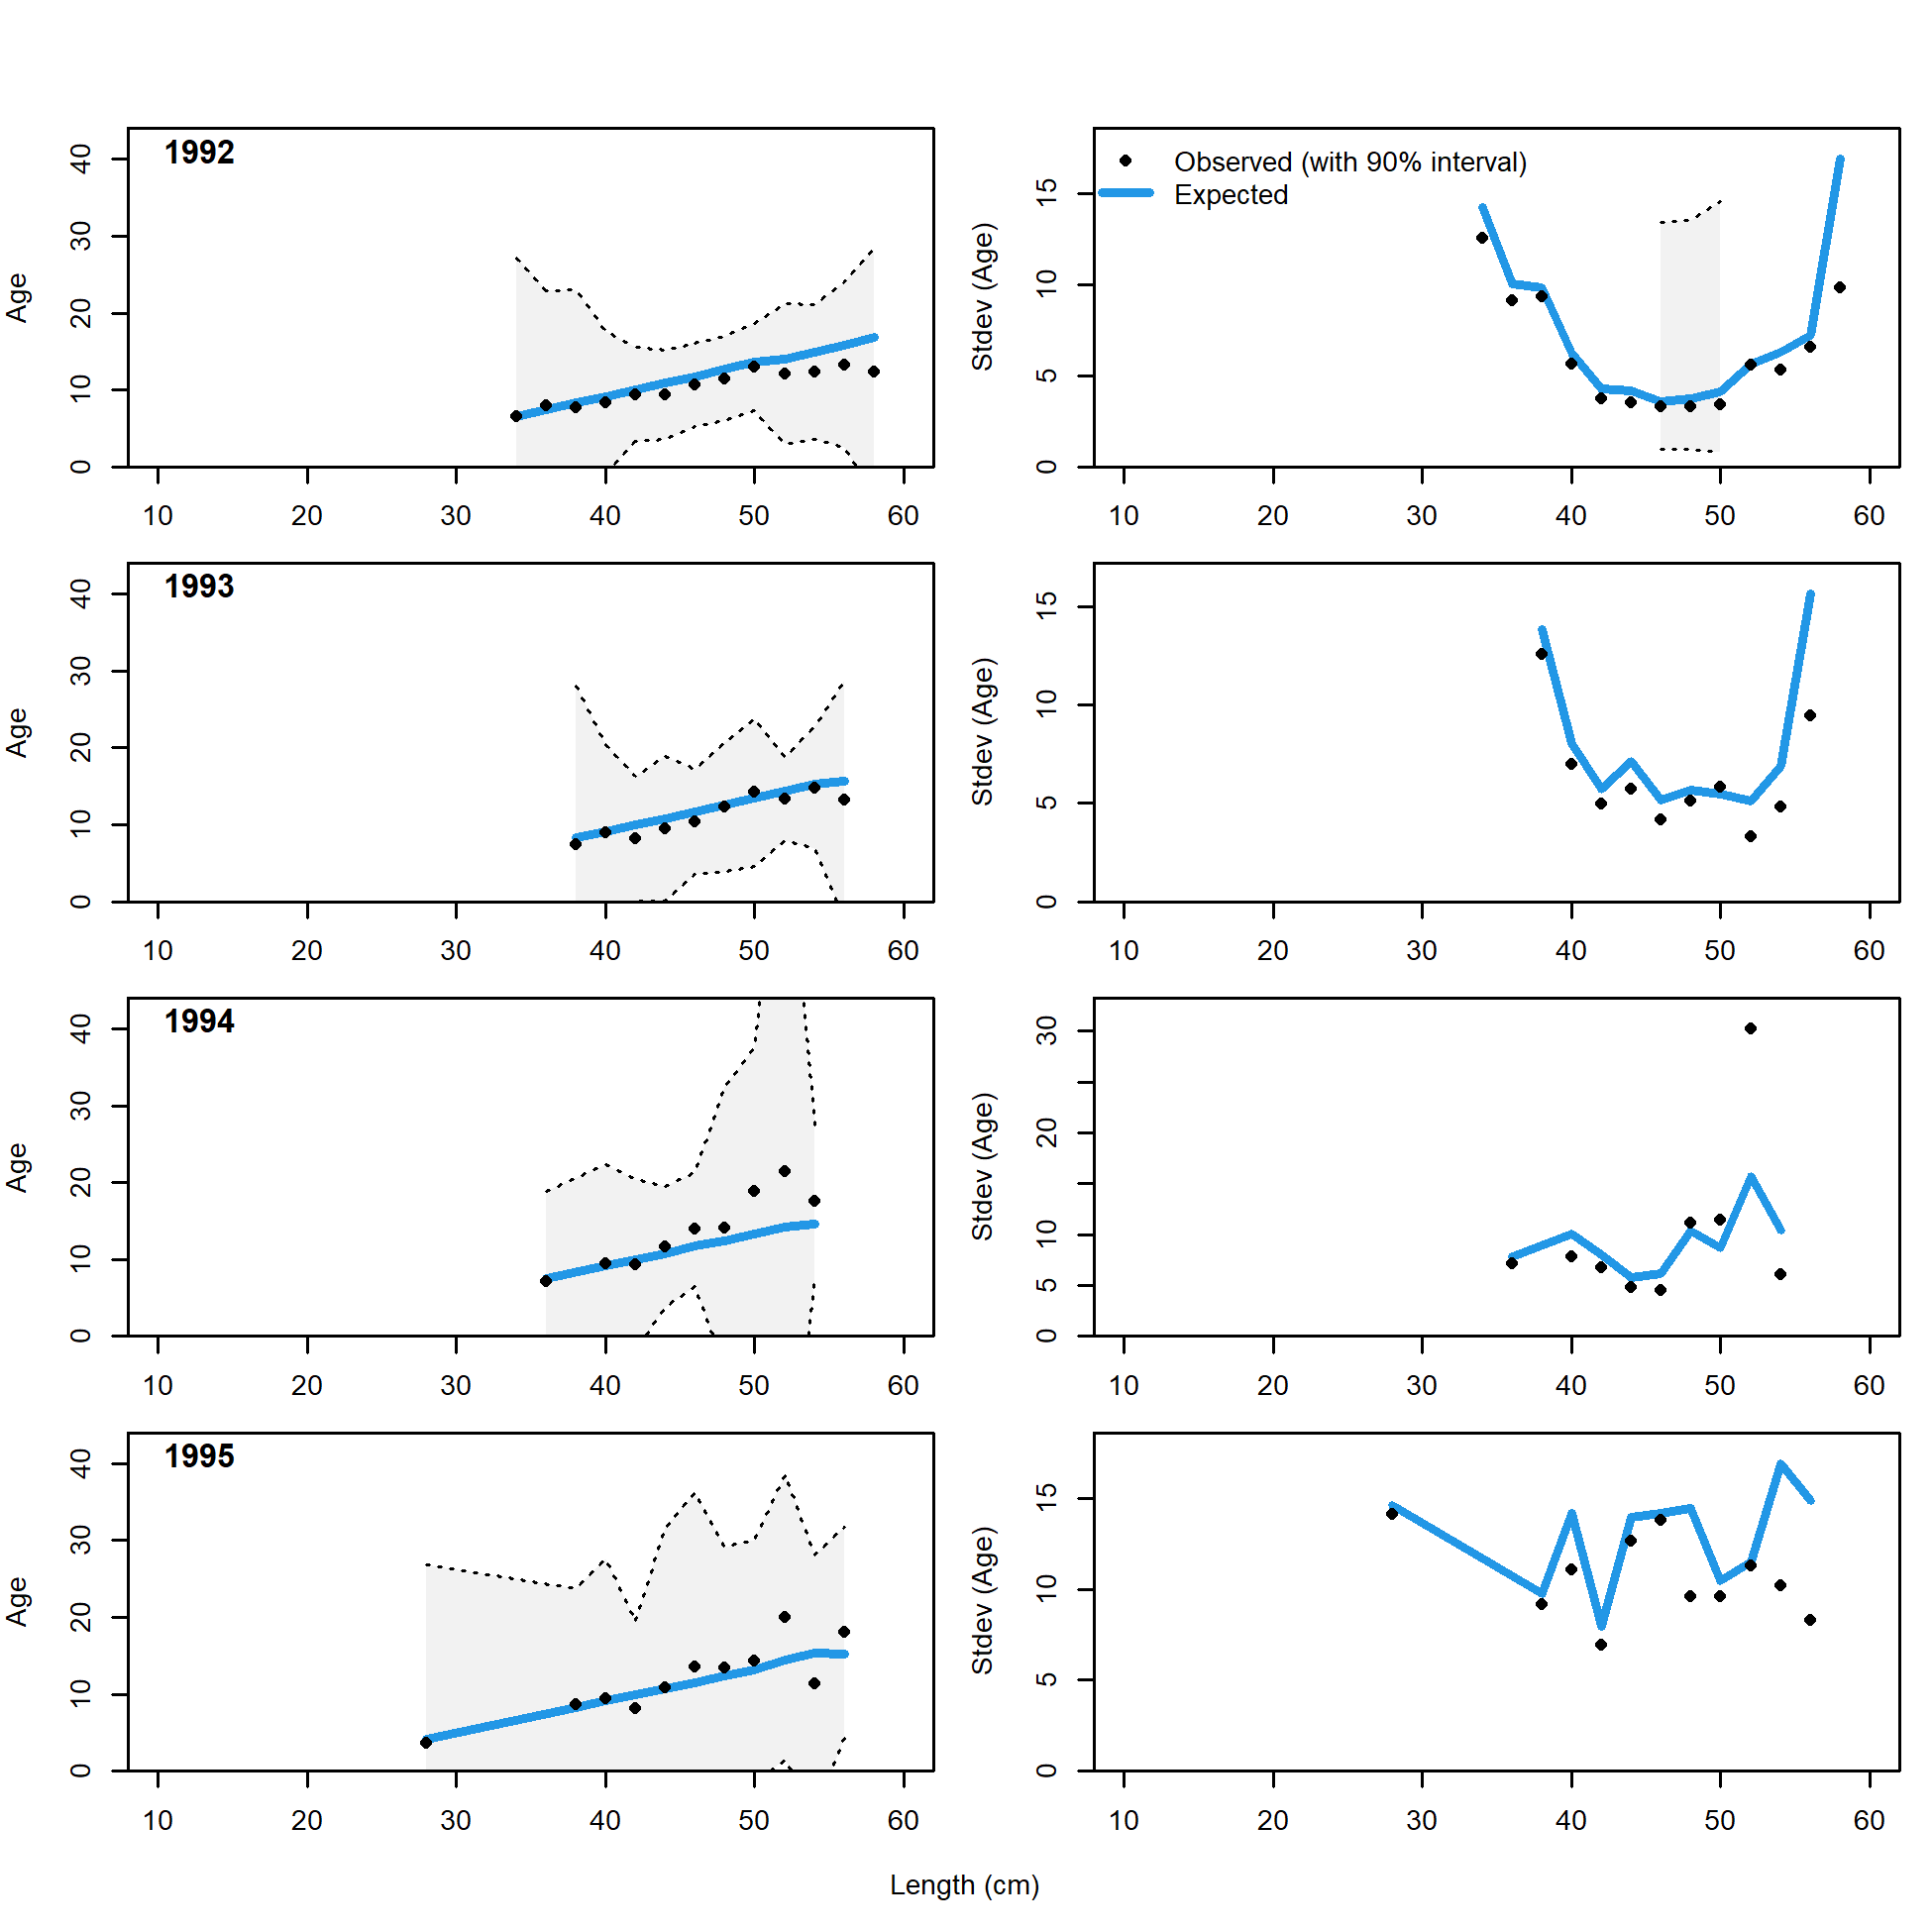 1992
Age
0 10 20 30 40
10 20 30 40 50 60
Observed (with 90% interval)
Expected
Stdev (Age)
0 5 10 15
10 20 30 40 50 60
1993
Age
0 10 20 30 40
10 20 30 40 50 60
Stdev (Age)
0 5 10 15
10 20 30 40 50 60
1994
Age
0 10 20 30 40
10 20 30 40 50 60
Stdev (Age)
0 5 10 20 30
10 20 30 40 50 60
1995
Age
0 10 20 30 40
10 20 30 40 50 60
Stdev (Age)
0 5 10 15
10 20 30 40 50 60
Length (cm)